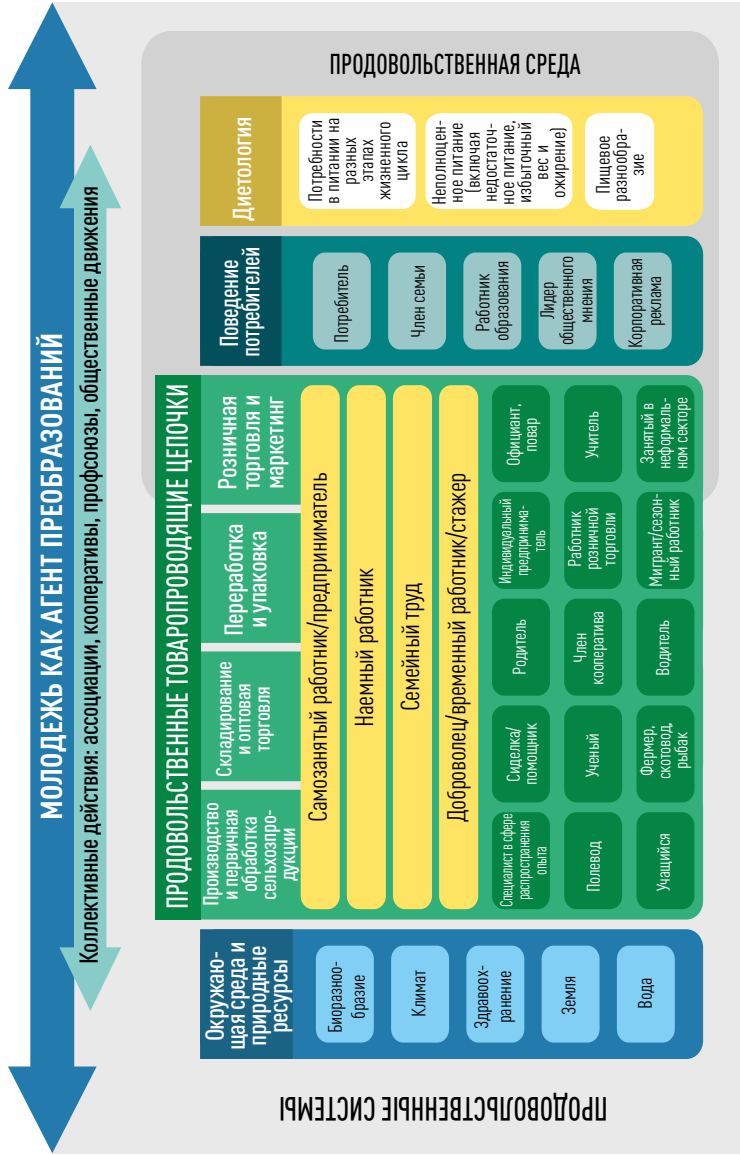 МОЛОДЕЖЬ КАК АГЕНТ ПРЕОБРАЗОВАНИЙ
Коллективные действия: ассоциации, кооперативы, профсоюзы, общественные движения
ПРОДОВОЛЬСТВЕННЫЕ СИСТЕМЫ
Окружаю-
щая среда и
природные
ресурсы
Биоразноо-
бразие
Климат
Здравоох-
ранение
Земля
Вода
ПРОДОВОЛЬСТВЕННЫЕ ТОВАРОПРОВОДЯЩИЕ ЦЕПОЧКИ
Производство
и первичная
обработка
сельхозпро-
дукции
Складирование
и оптовая
торговля
Переработка
и упаковка
Розничная
торговля и
маркетинг
Самозанятый работник/предприниматель
Наемный работник
Семейный труд
Доброволец/временный работник/стажер
Специалист в сфере
распространения
опыта
Сиделка/
помощник
Родитель
Индивидуальный
предпринима-
тель
Официант,
повар
Полевод
Ученый
Член
кооператива
Работник
розничной
торговли
Учитель
Учащийся
Фермер,
скотовод,
рыбак
Водитель
Мигрант/сезон-
ный работник
Занятый в
неформаль-
ном секторе
Поведение
потребителей
Потребитель
Член семьи
Работник
образования
Лидер
общественного
мнения
Корпоративная
реклама
Диетология
Потребности
в питании на
разных
этапах
жизненного
цикла
Неполноцен-
ное питание
(включая
недостаточ-
ное питание,
избыточный
вес и
ожирение)
Пищевое
разнообра-
зие
ПРОДОВОЛЬСТВЕННАЯ СРЕДА